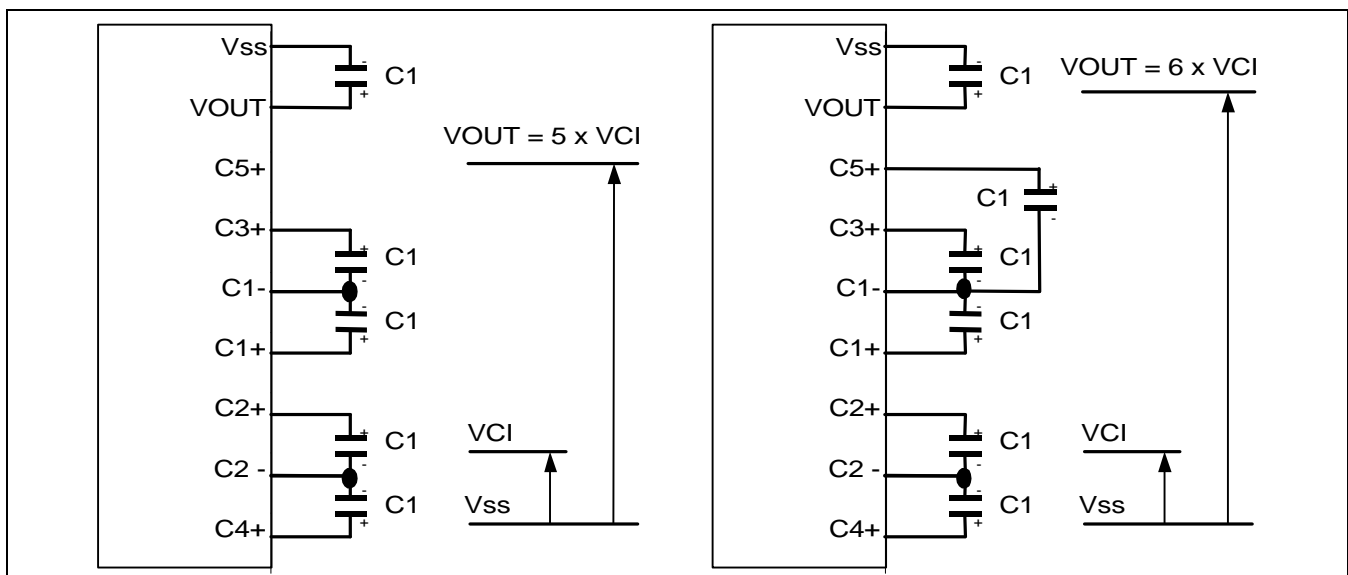 Vss
C1
VOUT
VOUT = 5 x VCI
C5+
C3+
C1
C1-
C1
C1+
C2+
C1
VCI
C2 -
C1
Vss
C4+
Vss
C1
VOUT = 6 x VCI
VOUT
C5+
C1
C3+
C1
C1-
C1
C1+
C2+
C1
VCI
C2 -
C1
Vss
C4+